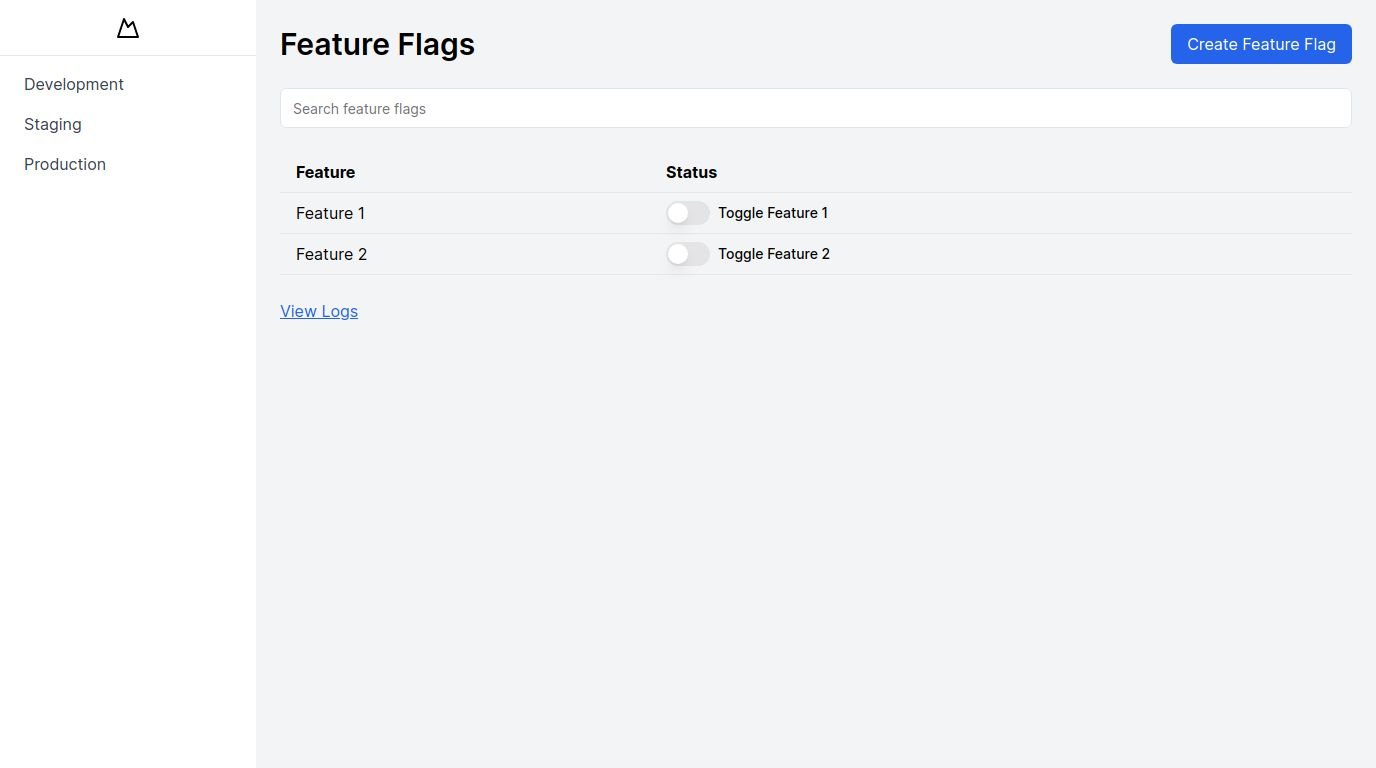 Development
Staging
Production
Feature Flags
Create Feature Flag
Search feature flags
Feature Status
Feature 1 Toggle Feature 1
Feature 2 Toggle Feature 2
View Logs